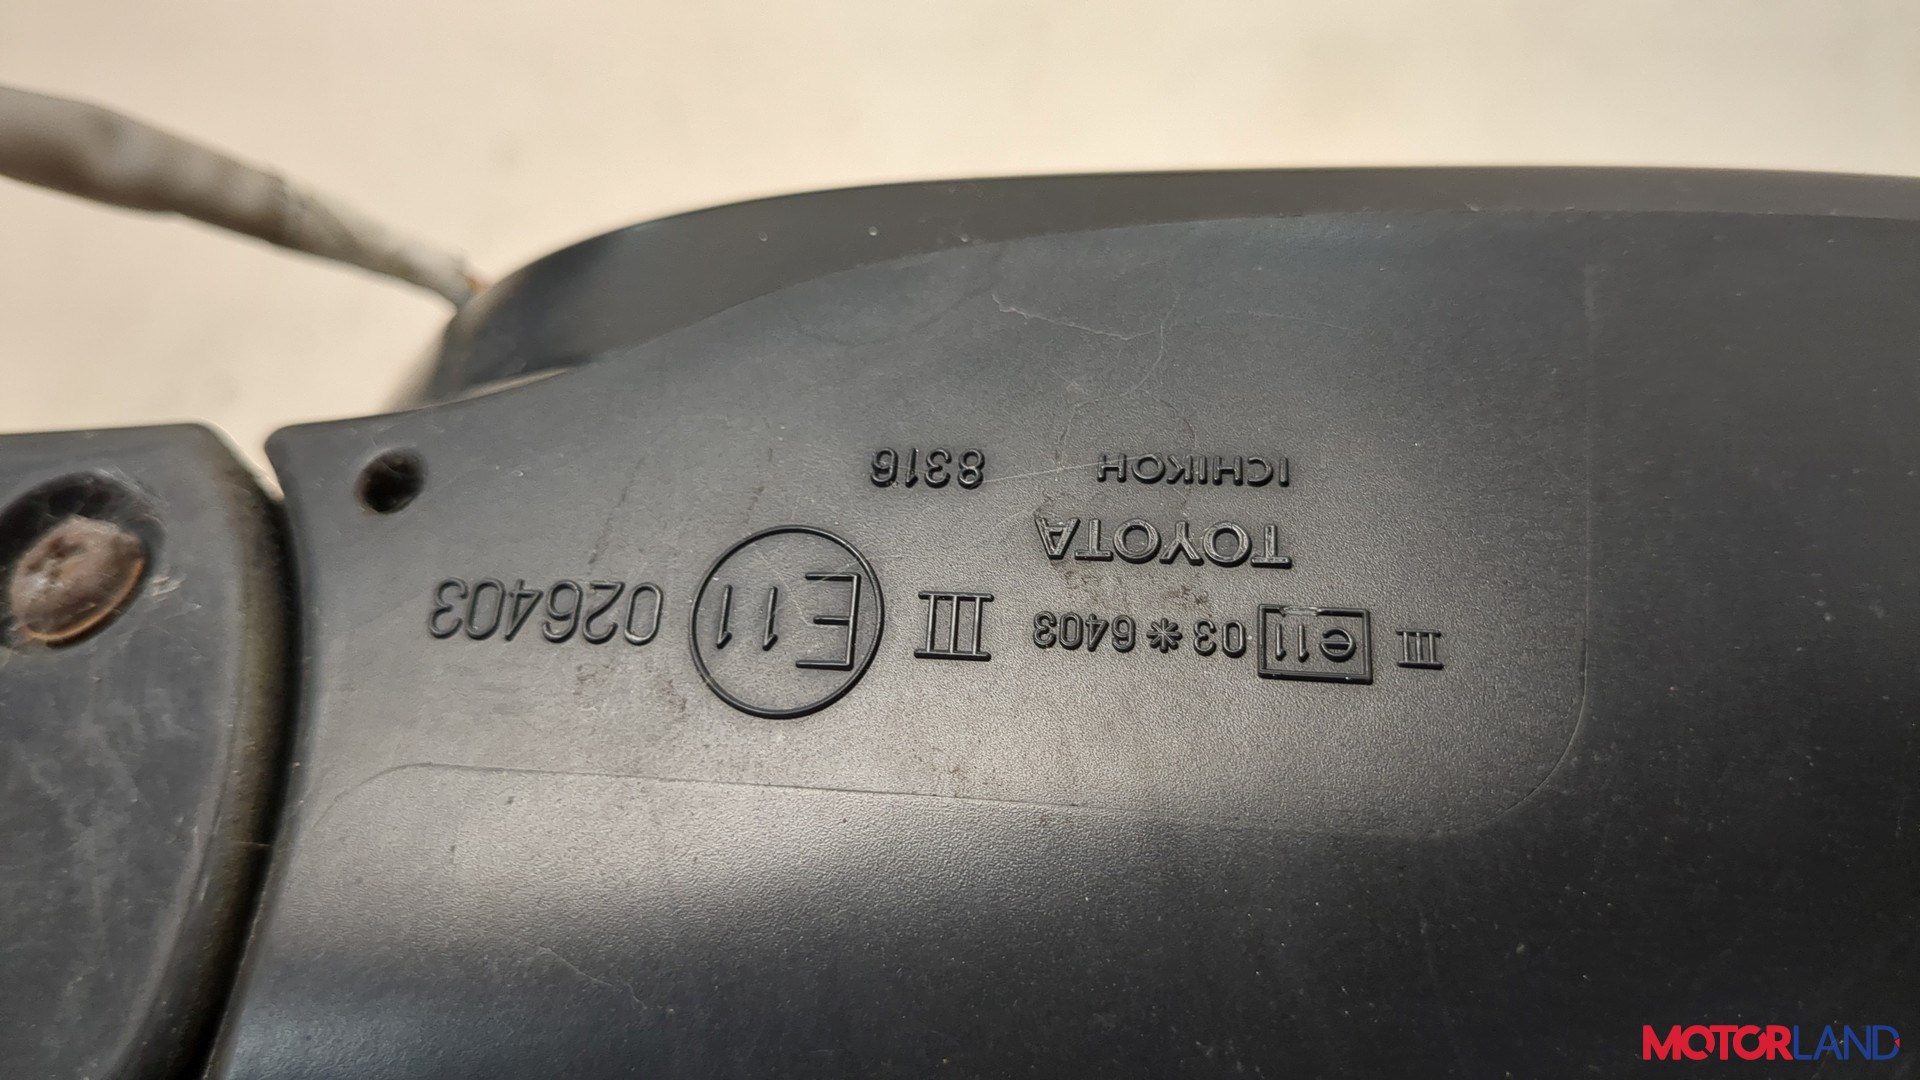 III e11 03*6403 III E11 026403
TOYOTA
ICHIKOH 8316
MOTORLAND